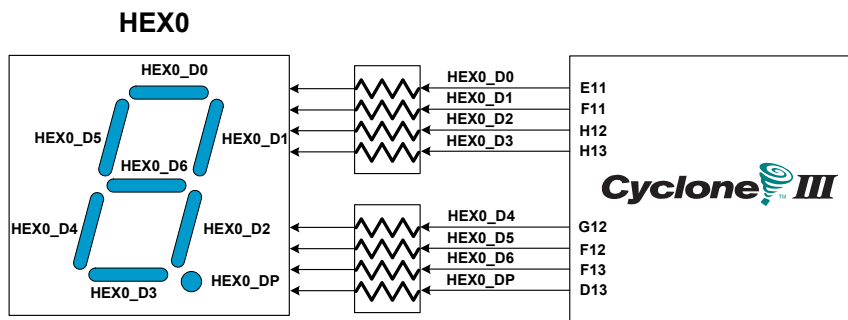 HEX0
HEX0_D0
HEX0_D5
HEX0_D1
HEX0_D6
HEX0_D4
HEX0_D2
HEX0_D3
HEX0_DP
HEX0_D0 E11
HEX0_D1 F11
HEX0_D2 H12
HEX0_D3 H13
Cyclone III
TM
HEX0_D4 G12
HEX0_D5 F12
HEX0_D6 F13
HEX0_DP D13